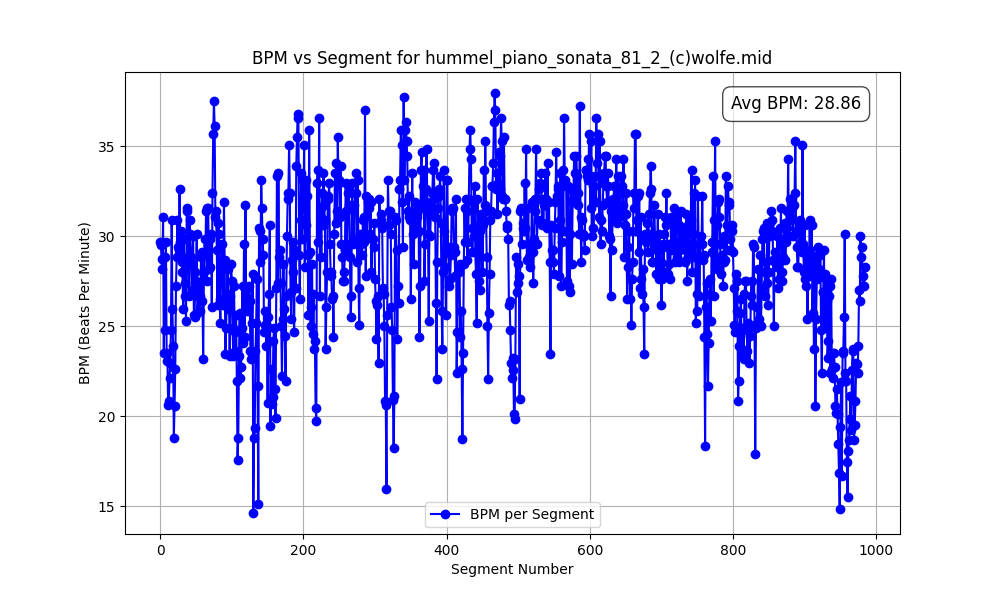 BPM vs Segment for hummel_piano_sonata_81_2_(c)wolfe.mid
Avg BPM: 28.86
BPM (Beats Per Minute)
35
30
25
20
15
BPM per Segment
0 200 400 600 800 1000
Segment Number